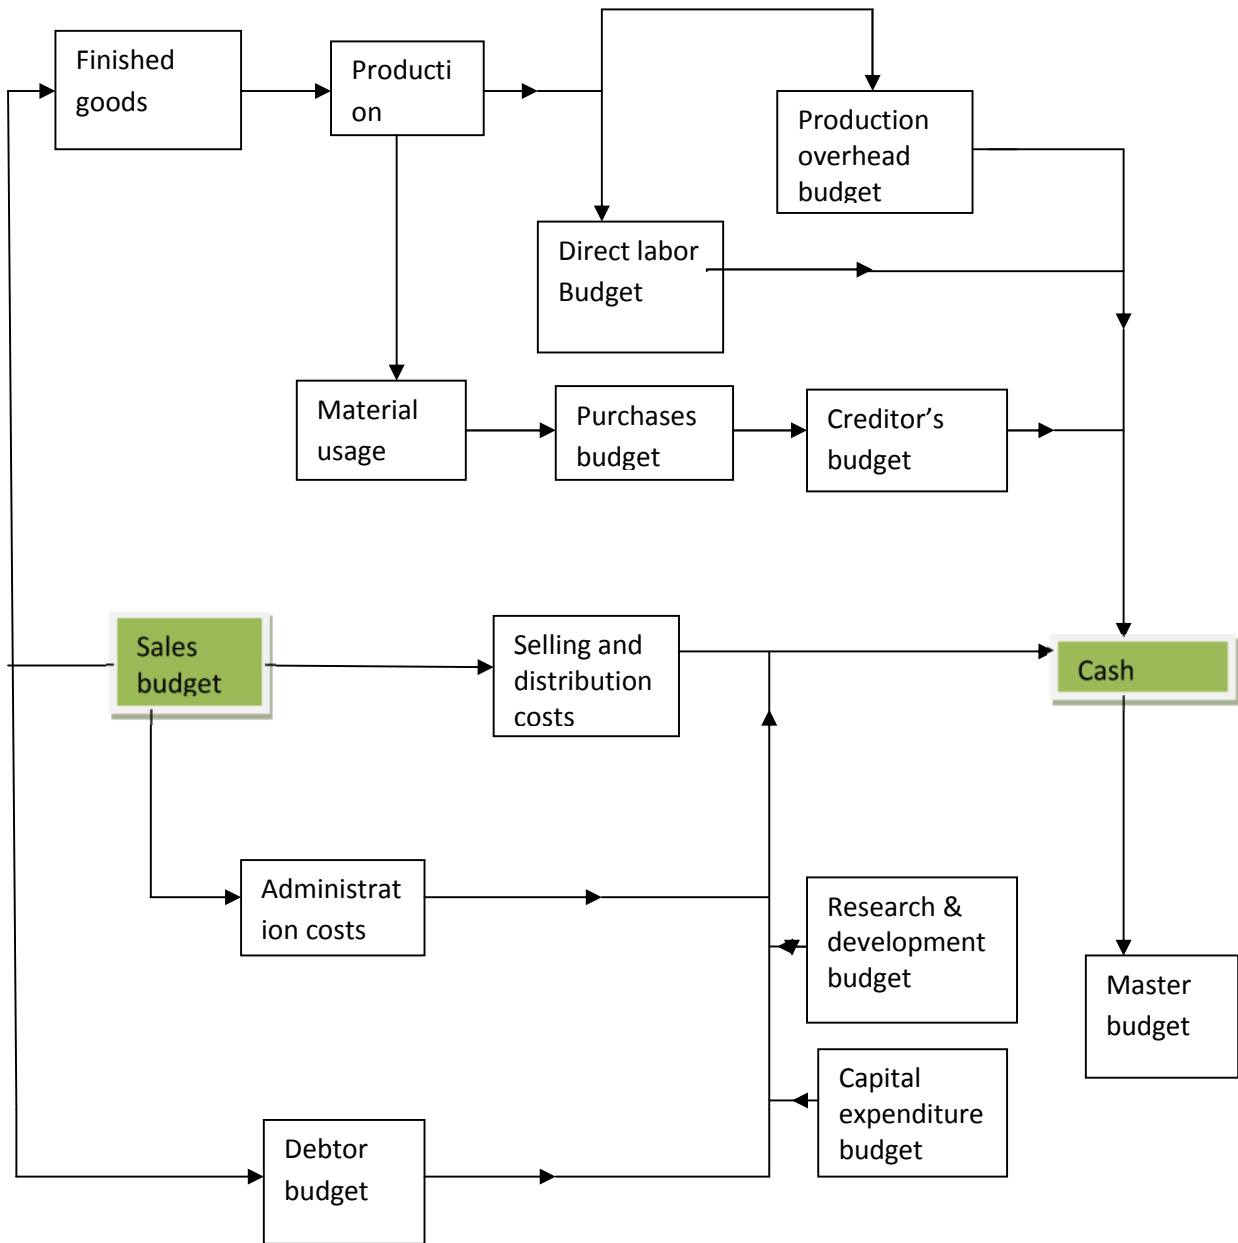 Finished
goods
Producti
on
Production
overhead
budget
Direct labor
Budget
Material
usage
Purchases
budget
Creditor’s
budget
Sales
budget
Selling and
distribution
costs
Cash
Administrat
ion costs
Research &
development
budget
Master
budget
Capital
expenditure
budget
Debtor
budget